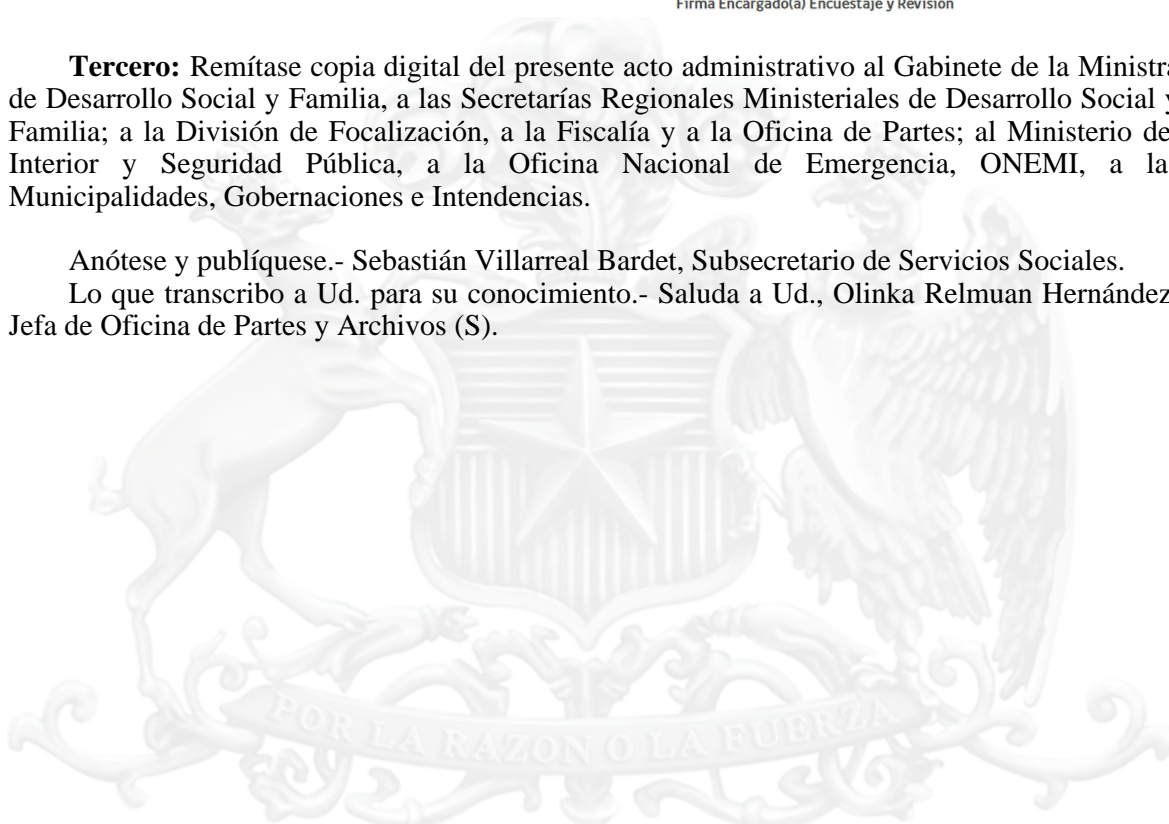 Firma Encargado(a) Encuestaje y Revisión
Tercero: Remítase copia digital del presente acto administrativo al Gabinete de la Ministra
de Desarrollo Social y Familia, a las Secretarías Regionales Ministeriales de Desarrollo Social y
Familia; a la División de Focalización, a la Fiscalía y a la Oficina de Partes; al Ministerio de
Interior y Seguridad Pública, a la Oficina Nacional de Emergencia, ONEMI, a la
Municipalidades, Gobernaciones e Intendencias.
Anótese y publíquese.- Sebastián Villarreal Bardet, Subsecretario de Servicios Sociales.
Lo que transcribo a Ud. para su conocimiento.- Saluda a Ud., Olinka Relmuan Hernández
Jefa de Oficina de Partes y Archivos (S).
POR LA RAZON O LA FUERZA